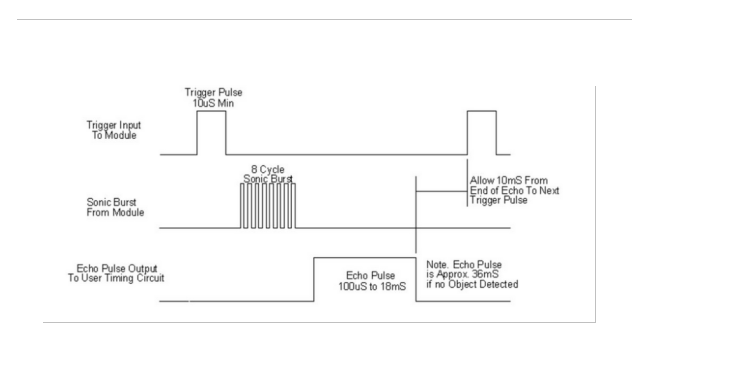 Trigger Pulse
10uS Min
Trigger Input
To Module
8 Cycle
Sonic Burst
Sonic Burst
From Module
Allow 10mS From
End of Echo To Next
Trigger Pulse
Echo Pulse Output
To User Timing Circuit
Echo Pulse
100uS to 18mS
Note. Echo Pulse
is Approx. 36mS
if no Object Detected